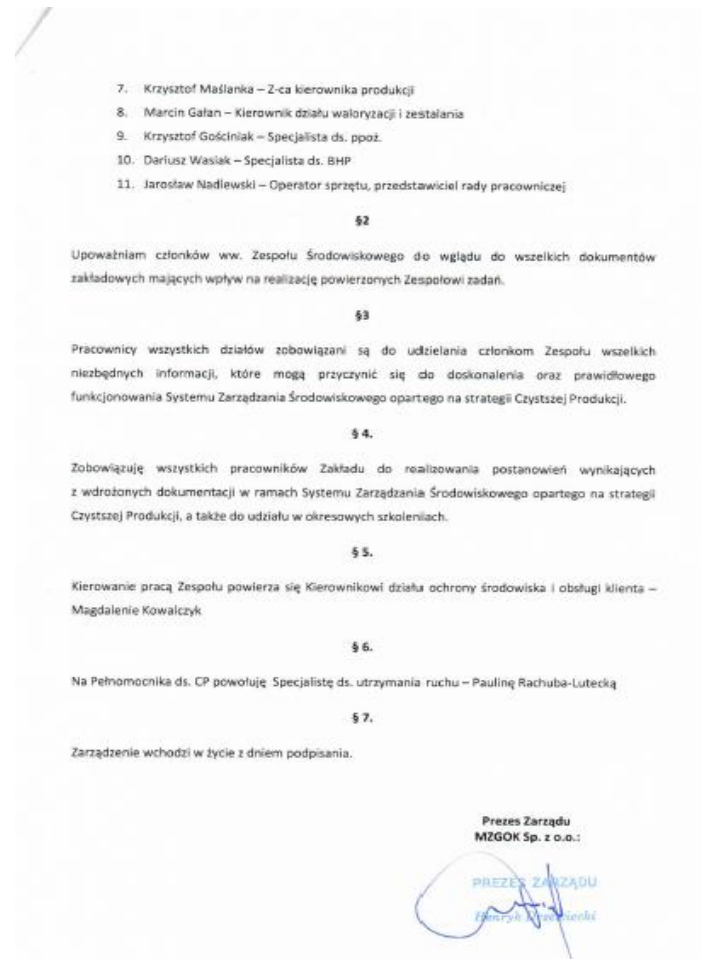 7. Krzysztof Maślanka – Z-ca kierownika produkcji
8. Marcin Gałan – Kierownik działu waloryzacji i zestalania
9. Krzysztof Gościniak – Specjalista ds. ppoż.
10. Dariusz Wasiak – Specjalista ds. BHP
11. Jarosław Nadlewski – Operator sprzętu, przedstawiciel rady pracowniczej
§2
Upoważniam członków ww. Zespołu Środowiskowego do wglądu do wszelkich dokumentów
zakładowych mających wpływ na realizację powierzonych Zespołowi zadań.
§3
Pracownicy wszystkich działów zobowiązani są do udzielania członkom Zespołu wszelkich
niezbędnych informacji, które mogą przyczynić się do doskonalenia oraz prawidłowego
funkcjonowania Systemu Zarządzania Środowiskowego opartego na strategii Czystszej Produkcji.
§ 4.
Zobowiązuję wszystkich pracowników Zakładu do realizowania postanowień wynikających
z wdrożonych dokumentacji w ramach Systemu Zarządzania Środowiskowego opartego na strategii
Czystszej Produkcji, a także do udziału w okresowych szkoleniach.
§ 5.
Kierowanie pracą Zespołu powierza się Kierownikowi działu ochrony środowiska i obsługi klienta –
Magdalenie Kowalczyk
§ 6.
Na Pełnomocnika ds. CP powołuję Specjalistę ds. utrzymania ruchu – Paulinę Rachuba-Lutecką
§ 7.
Zarządzenie wchodzi w życie z dniem podpisania.
Prezes Zarządu
MZGOK Sp. z o.o.:
PREZES ZARZĄDU
Henryk